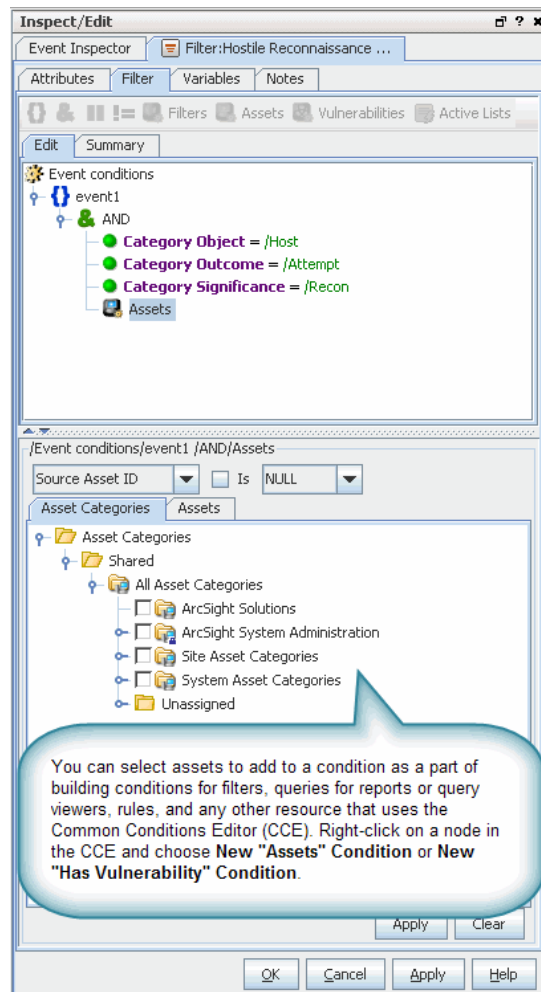 Inspect/Edit
Event Inspector
Filter:Hostile Reconnaissance ...
Attributes Filter Variables Notes
Filters Assets Vulnerabilities Active Lists
Edit Summary
Event conditions
event1
AND
Category Object = /Host
Category Outcome = /Attempt
Category Significance = /Recon
Assets
/Event conditions/event1 /AND/Assets
Source Asset ID Is NULL
Asset Categories Assets
Asset Categories
Shared
All Asset Categories
ArcSight Solutions
ArcSight System Administration
Site Asset Categories
System Asset Categories
Unassigned
You can select assets to add to a condition as a part of
building conditions for filters, queries for reports or query
viewers, rules, and any other resource that uses the
Common Conditions Editor (CCE). Right-click on a node in
the CCE and choose New "Assets" Condition or New
"Has Vulnerability" Condition.
Apply Clear
OK Cancel Apply Help